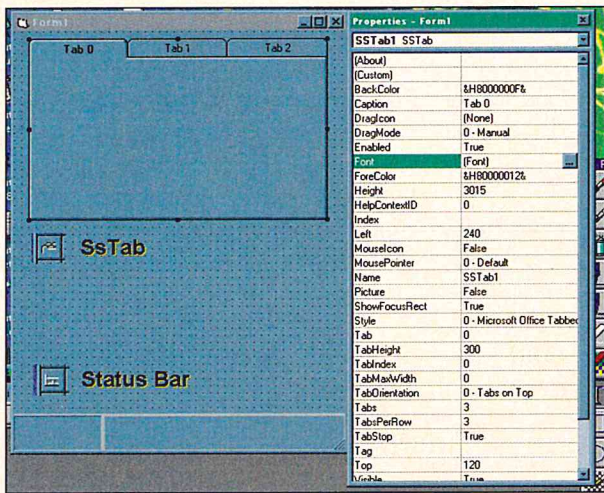 Form1
Tab 0 Tab 1 Tab 2
SsTab
Status Bar
Properties - Form1
SSTab1 SSTab
(About)
(Custom)
BackColor &H8000000F&
Caption Tab 0
DragIcon (None)
DragMode 0 - Manual
Enabled True
Font (Font) ...
ForeColor &H80000012&
Height 3015
HelpContextID 0
Index
Left 240
MouseIcon False
MousePointer 0 - Default
Name SSTab1
Picture False
ShowFocusRect True
Style 0 - Microsoft Office Tabbed
Tab 0
TabHeight 300
TabIndex 0
TabMaxWidth 0
TabOrientation 0 - Tabs on Top
Tabs 3
TabsPerRow 3
TabStop True
Tag
Top 120
Visible True